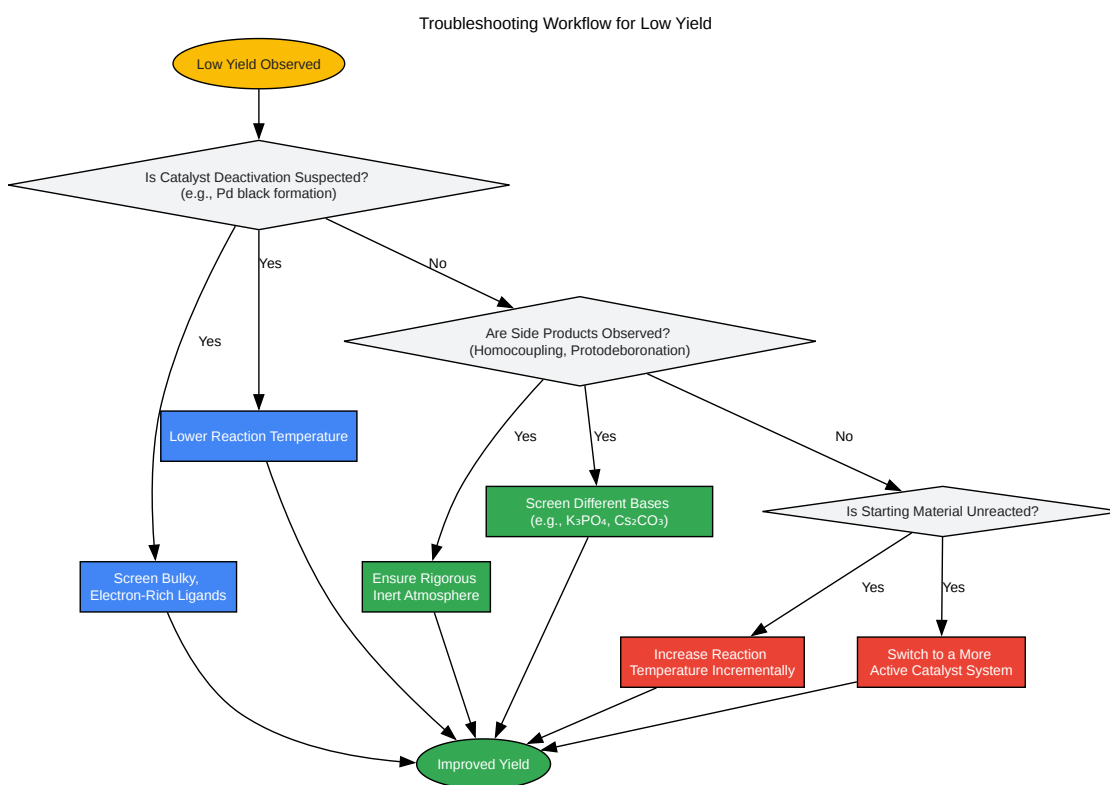 Troubleshooting Workflow for Low Yield
Low Yield Observed
Is Catalyst Deactivation Suspected?
(e.g., Pd black formation)
Yes
No
Yes
Are Side Products Observed?
(Homocoupling, Protodeboronation)
Lower Reaction Temperature
Yes
Yes
No
Screen Different Bases
(e.g., K₃PO₄, Cs₂CO₃)
Is Starting Material Unreacted?
Screen Bulky,
Electron-Rich Ligands
Ensure Rigorous
Inert Atmosphere
Yes
Yes
Increase Reaction
Temperature Incrementally
Switch to a More
Active Catalyst System
Improved Yield